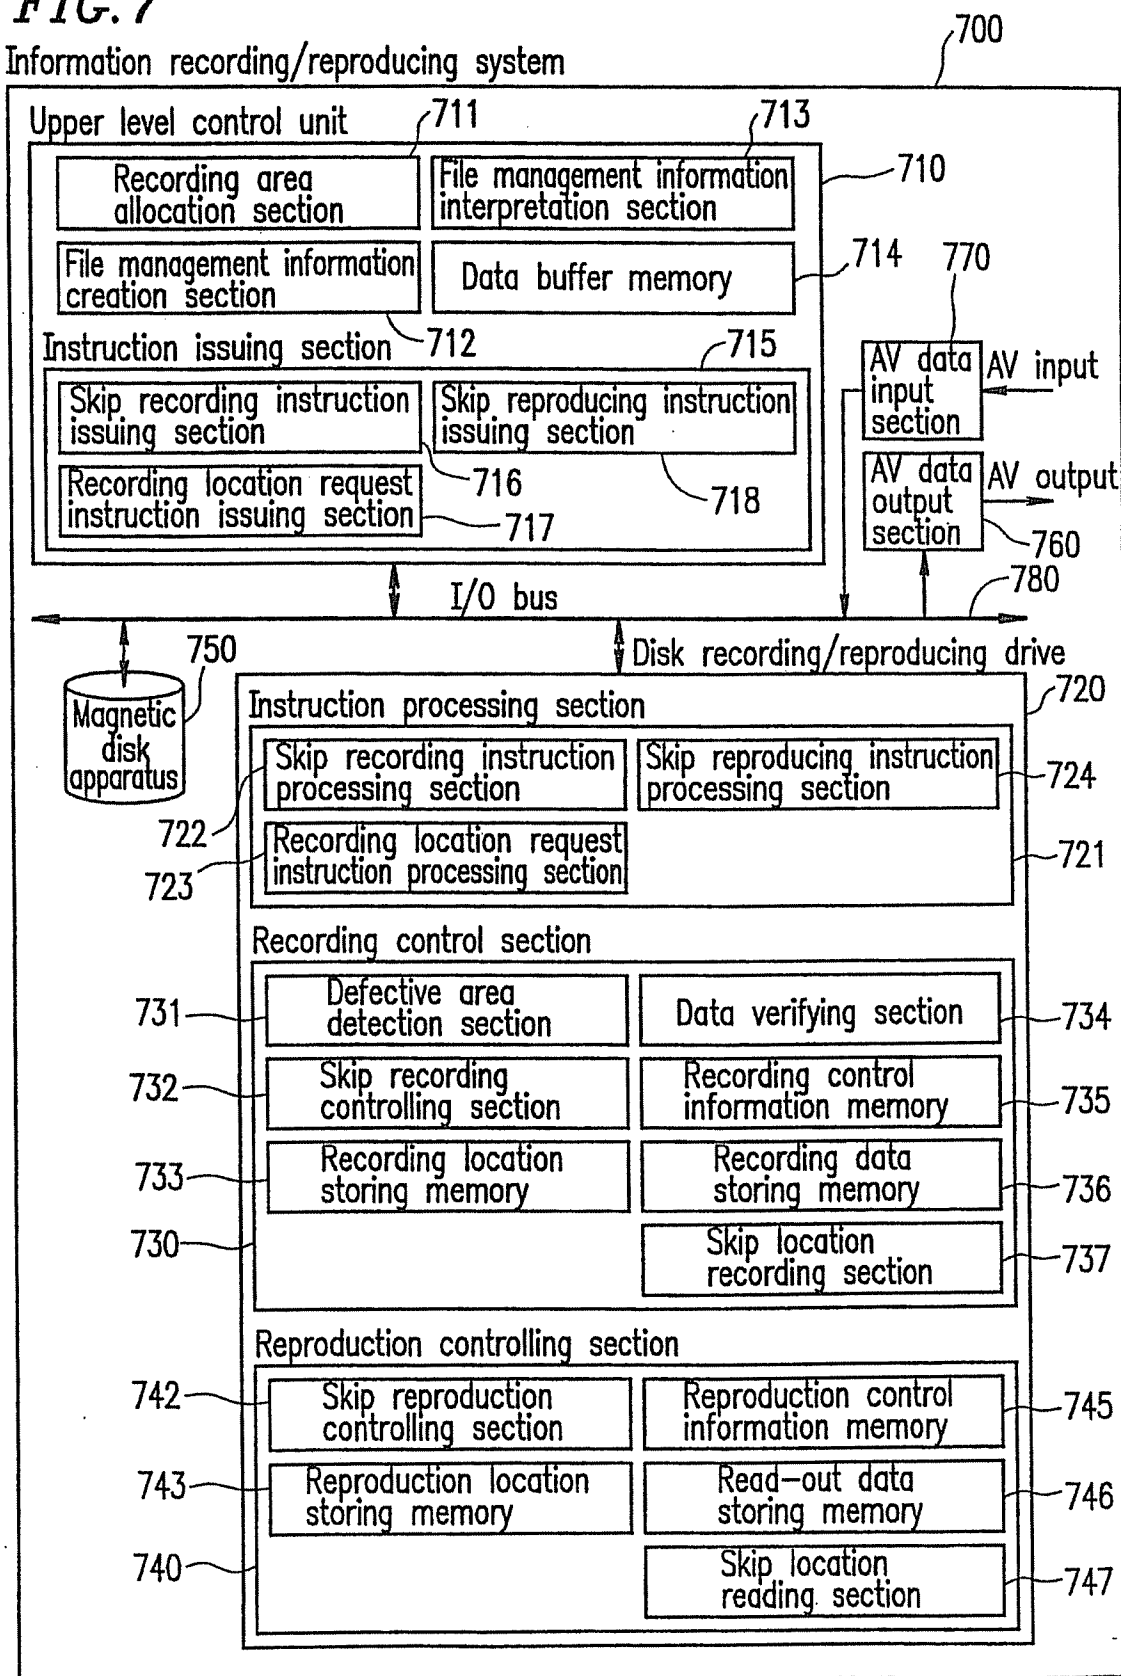 FIG. 7
700
Information recording/reproducing system
Upper level control unit
711
713
710
Recording area
allocation section
File management information
interpretation section
File management information
creation section
712
Data buffer memory
714
770
Instruction issuing section
715
AV data
input
section
AV input
Skip recording instruction
issuing section
716
Skip reproducing instruction
issuing section
718
Recording location request
instruction issuing section
717
AV data
output
section
AV output
760
I/O bus
780
750
Magnetic
disk
apparatus
Disk recording/reproducing drive
720
Instruction processing section
Skip recording instruction
processing section
722
Skip reproducing instruction
processing section
724
Recording location request
instruction processing section
723
721
Recording control section
731
Defective area
detection section
Data verifying section
734
732
Skip recording
controlling section
Recording control
information memory
735
733
Recording location
storing memory
Recording data
storing memory
736
730
Skip location
recording section
737
Reproduction controlling section
742
Skip reproduction
controlling section
Reproduction control
information memory
745
743
Reproduction location
storing memory
Read-out data
storing memory
746
740
Skip location
reading section
747